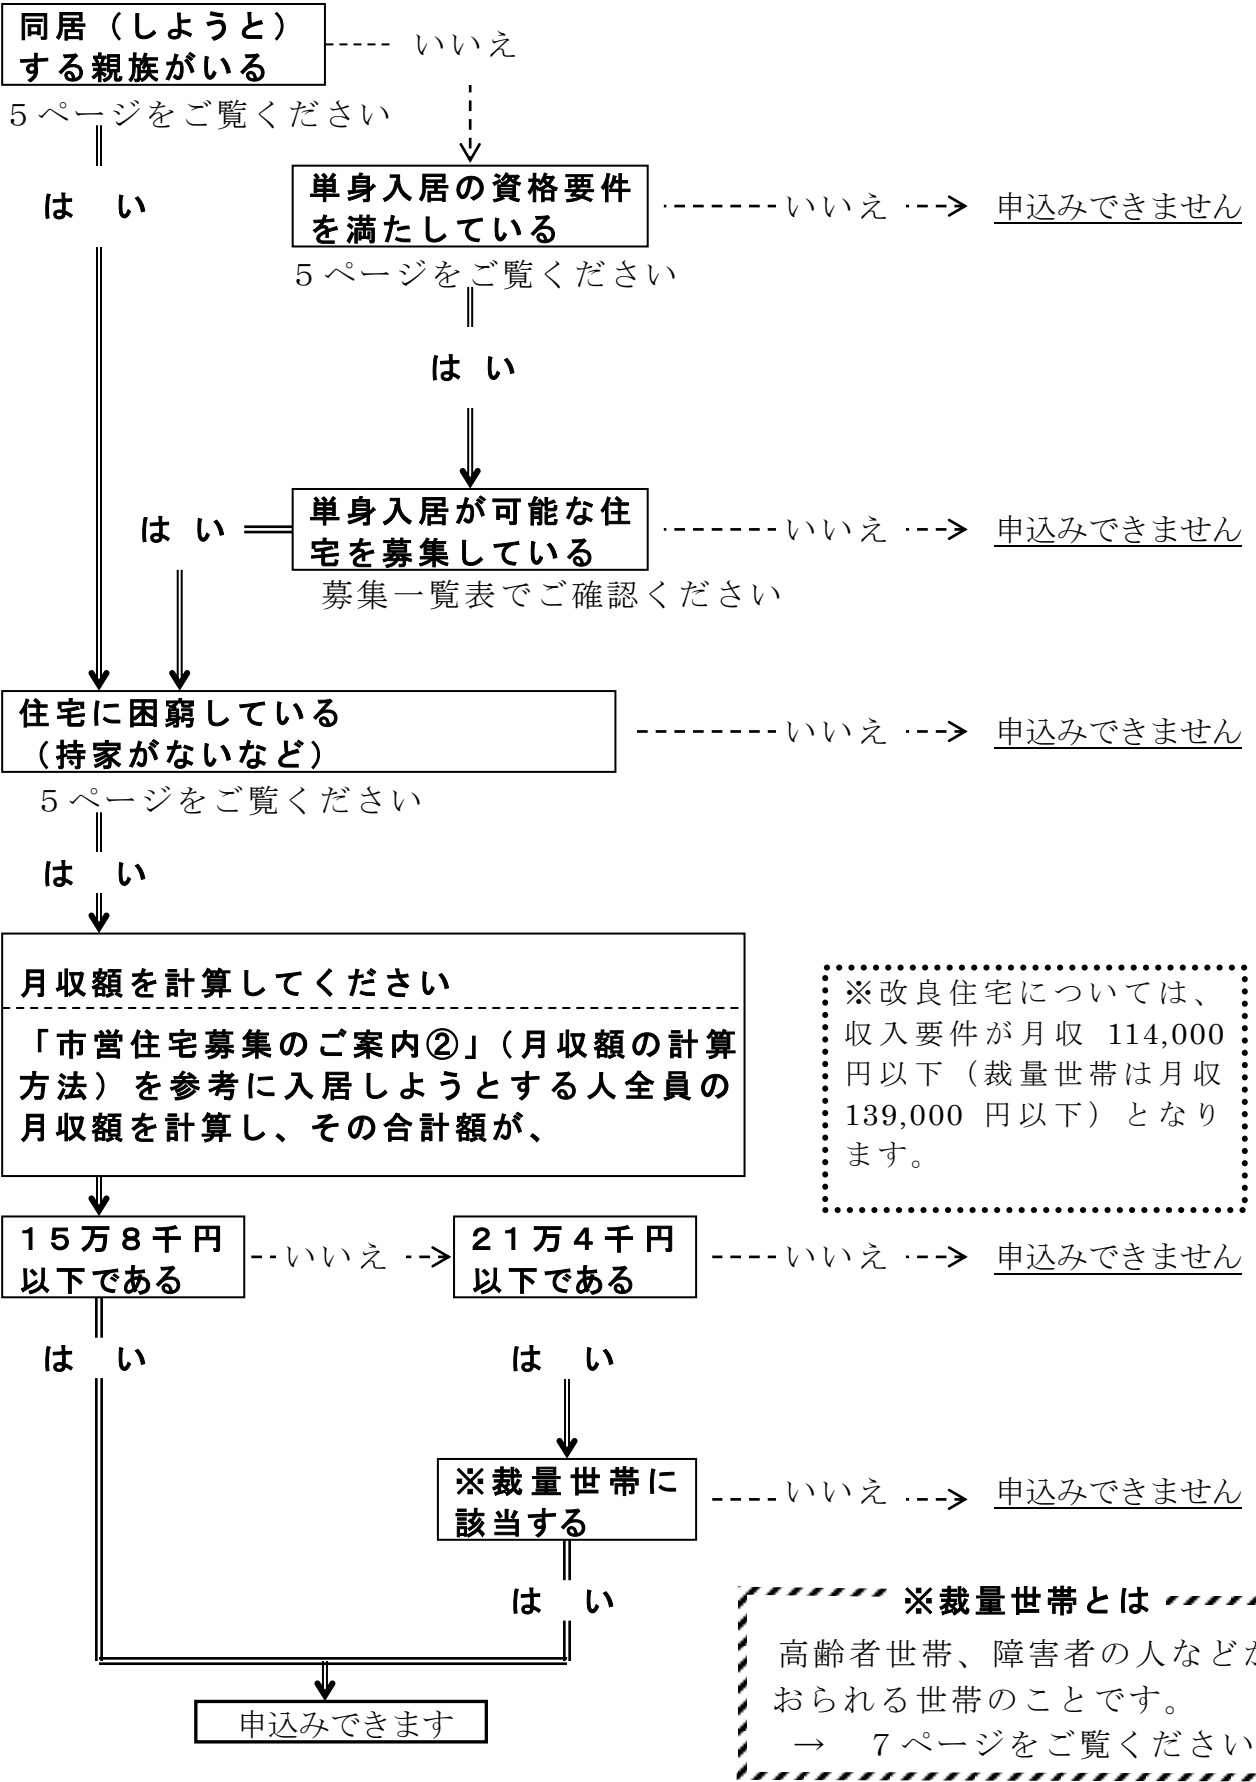 同居（しようと）
する親族がいる
いいえ
５ページをご覧ください
はい
単身入居の資格要件
を満たしている
いいえ
申込みできません
５ページをご覧ください
はい
単身入居が可能な住
宅を募集している
はい
いいえ
申込みできません
募集一覧表でご確認ください
住宅に困窮している
（持家がないなど）
いいえ
申込みできません
５ページをご覧ください
はい
月収額を計算してください
「市営住宅募集のご案内②」（月収額の計算
方法）を参考に入居しようとする人全員の
月収額を計算し、その合計額が、
※改良住宅については、
収入要件が月収 114,000
円以下（裁量世帯は月収
139,000 円以下）となり
ます。
１５万８千円
以下である
いいえ
２１万４千円
以下である
いいえ
申込みできません
はい
はい
※裁量世帯に
該当する
いいえ
申込みできません
はい
申込みできます
※裁量世帯とは
高齢者世帯、障害者の人などが
おられる世帯のことです。
→　７ページをご覧ください